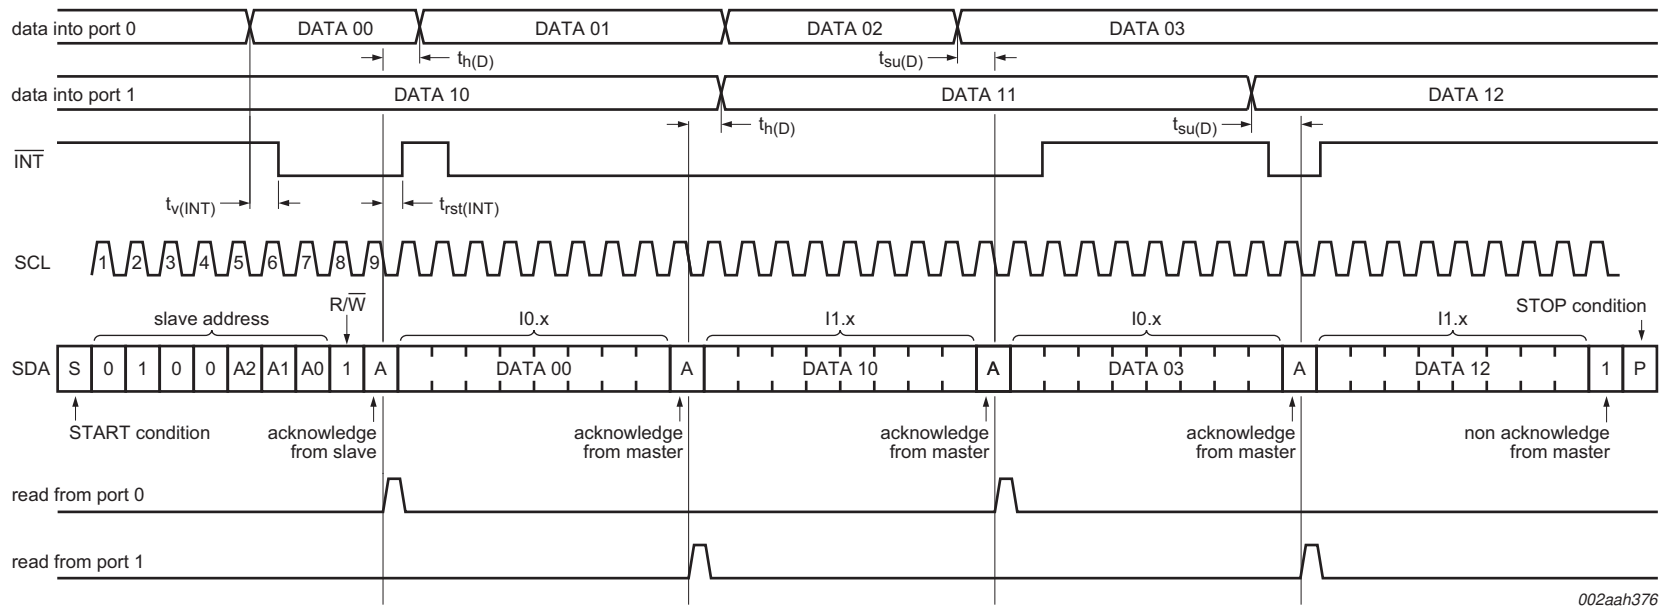 data into port 0 DATA 00 DATA 01 DATA 02 DATA 03
th(D) tsu(D)
data into port 1 DATA 10 DATA 11 DATA 12
th(D) tsu(D)
INT
tv(INT) trst(INT)
SCL 1 2 3 4 5 6 7 8 9
R/W STOP condition
slave address I0.x I1.x I0.x I1.x
SDA S 0 1 0 0 A2 A1 A0 1 A DATA 00 A DATA 10 A DATA 03 A DATA 12 1 P
START condition acknowledge acknowledge acknowledge acknowledge non acknowledge
from slave from master from master from master from master
read from port 0
read from port 1
002aah376